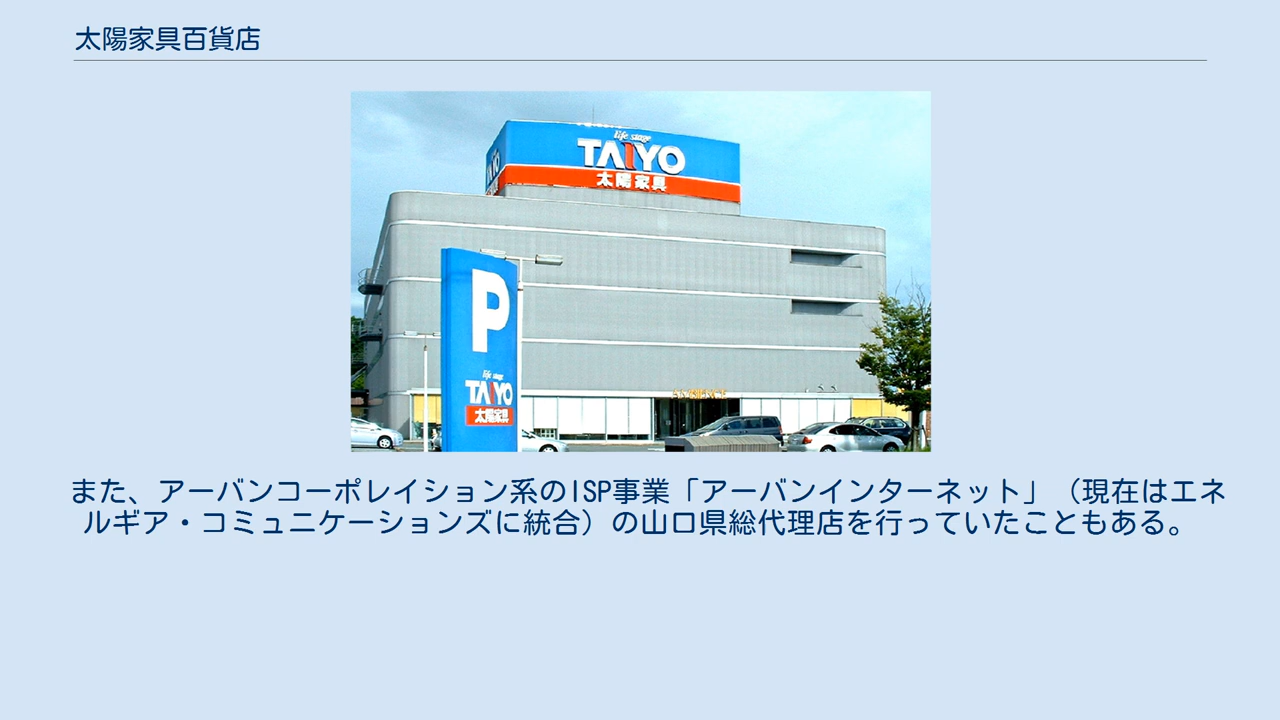 太陽家具百貨店
life stage
TAIYO
太陽家具
P
life stage
TAIYO
太陽家具
また、アーバンコーポレイション系のISP事業「アーバンインターネット」（現在はエネ
ルギア・コミュニケーションズに統合）の山口県総代理店を行っていたこともある。